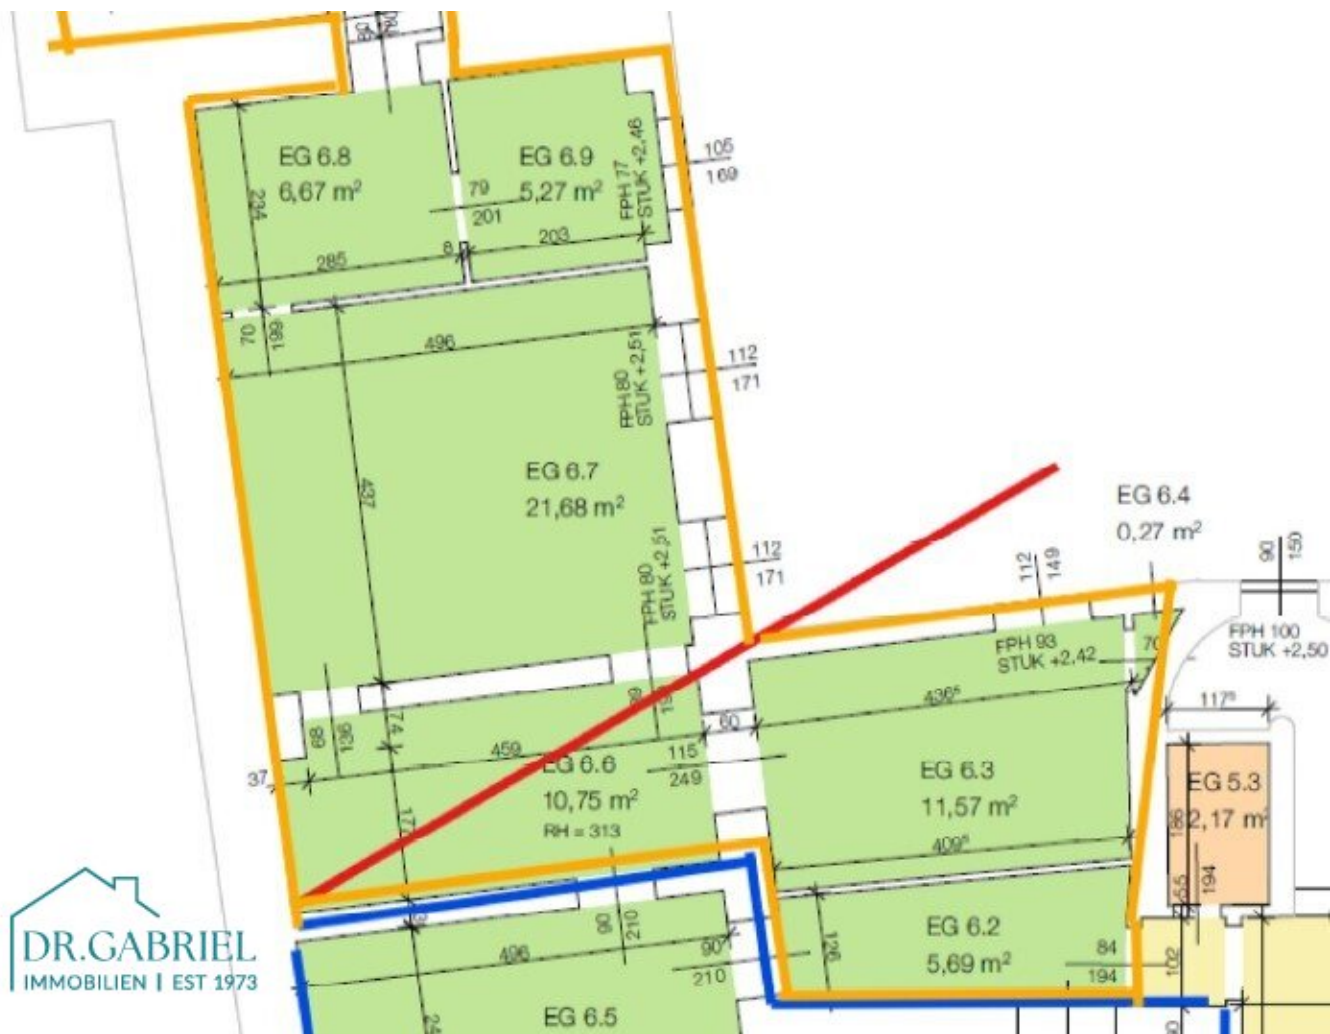 80
EG 6.8
6,67 m²
EG 6.9
5,27 m²
FPH 77
STUK +2,46
105
169
234
79
201
285
8
203
70
199
496
FPH 80
STUK +2,51
112
171
437
EG 6.7
21,68 m²
FPH 80
STUK +2,51
112
171
EG 6.4
0,27 m²
112
149
90
150
FPH 93
STUK +2,42
70
FPH 100
STUK +2,50
117⁵
68
136
74
459
60
436⁵
37
115
249
EG 6.6
10,75 m²
RH = 313
177
EG 6.3
11,57 m²
409⁵
EG 5.3
2,17 m²
186
55
194
DR.GABRIEL
IMMOBILIEN | EST 1973
90
210
496
90
210
126
EG 6.2
5,69 m²
84
194
102
EG 6.5